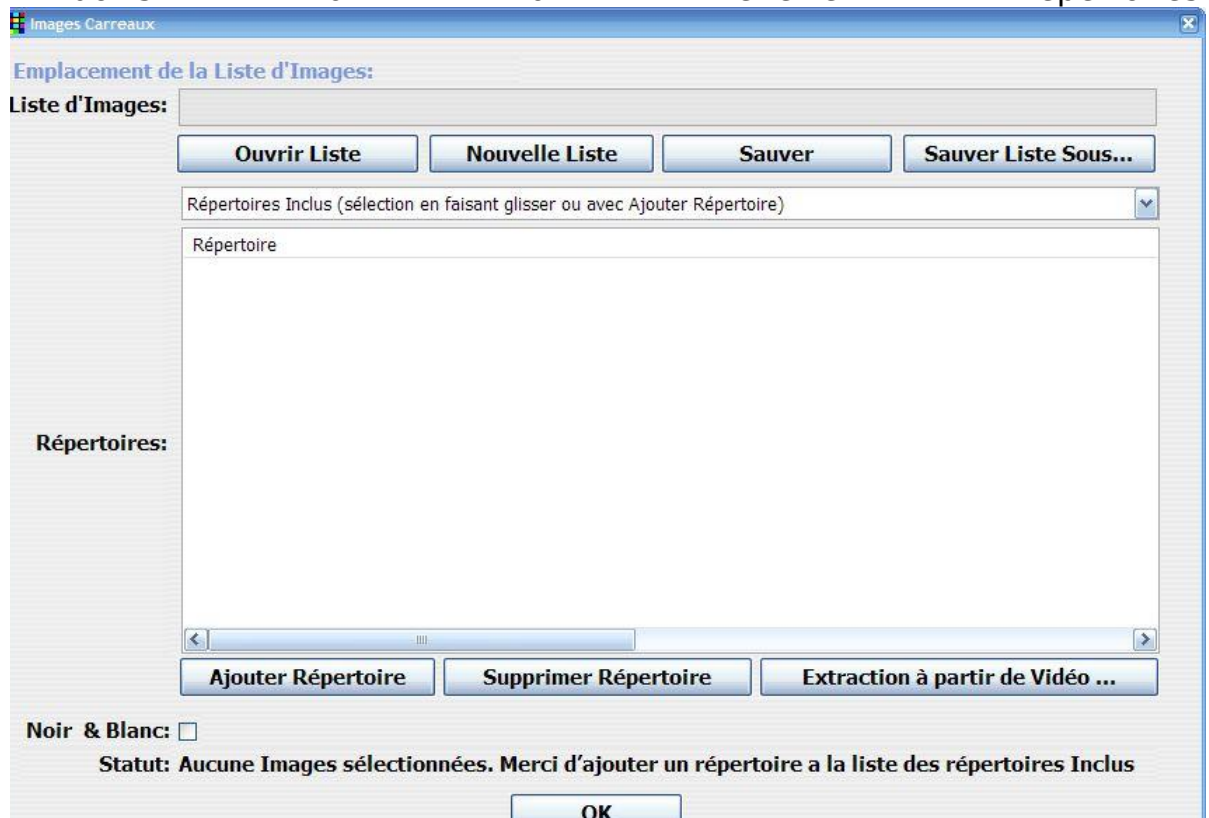 Images Carreaux
Emplacement de la Liste d'Images:
Liste d'Images:
Ouvrir Liste Nouvelle Liste Sauver Sauver Liste Sous...
Répertoires Inclus (sélection en faisant glisser ou avec Ajouter Répertoire)
Répertoire
Répertoires:
Ajouter Répertoire Supprimer Répertoire Extraction à partir de Vidéo ...
Noir & Blanc:
Statut: Aucune Images sélectionnées. Merci d’ajouter un répertoire a la liste des répertoires Inclus
OK